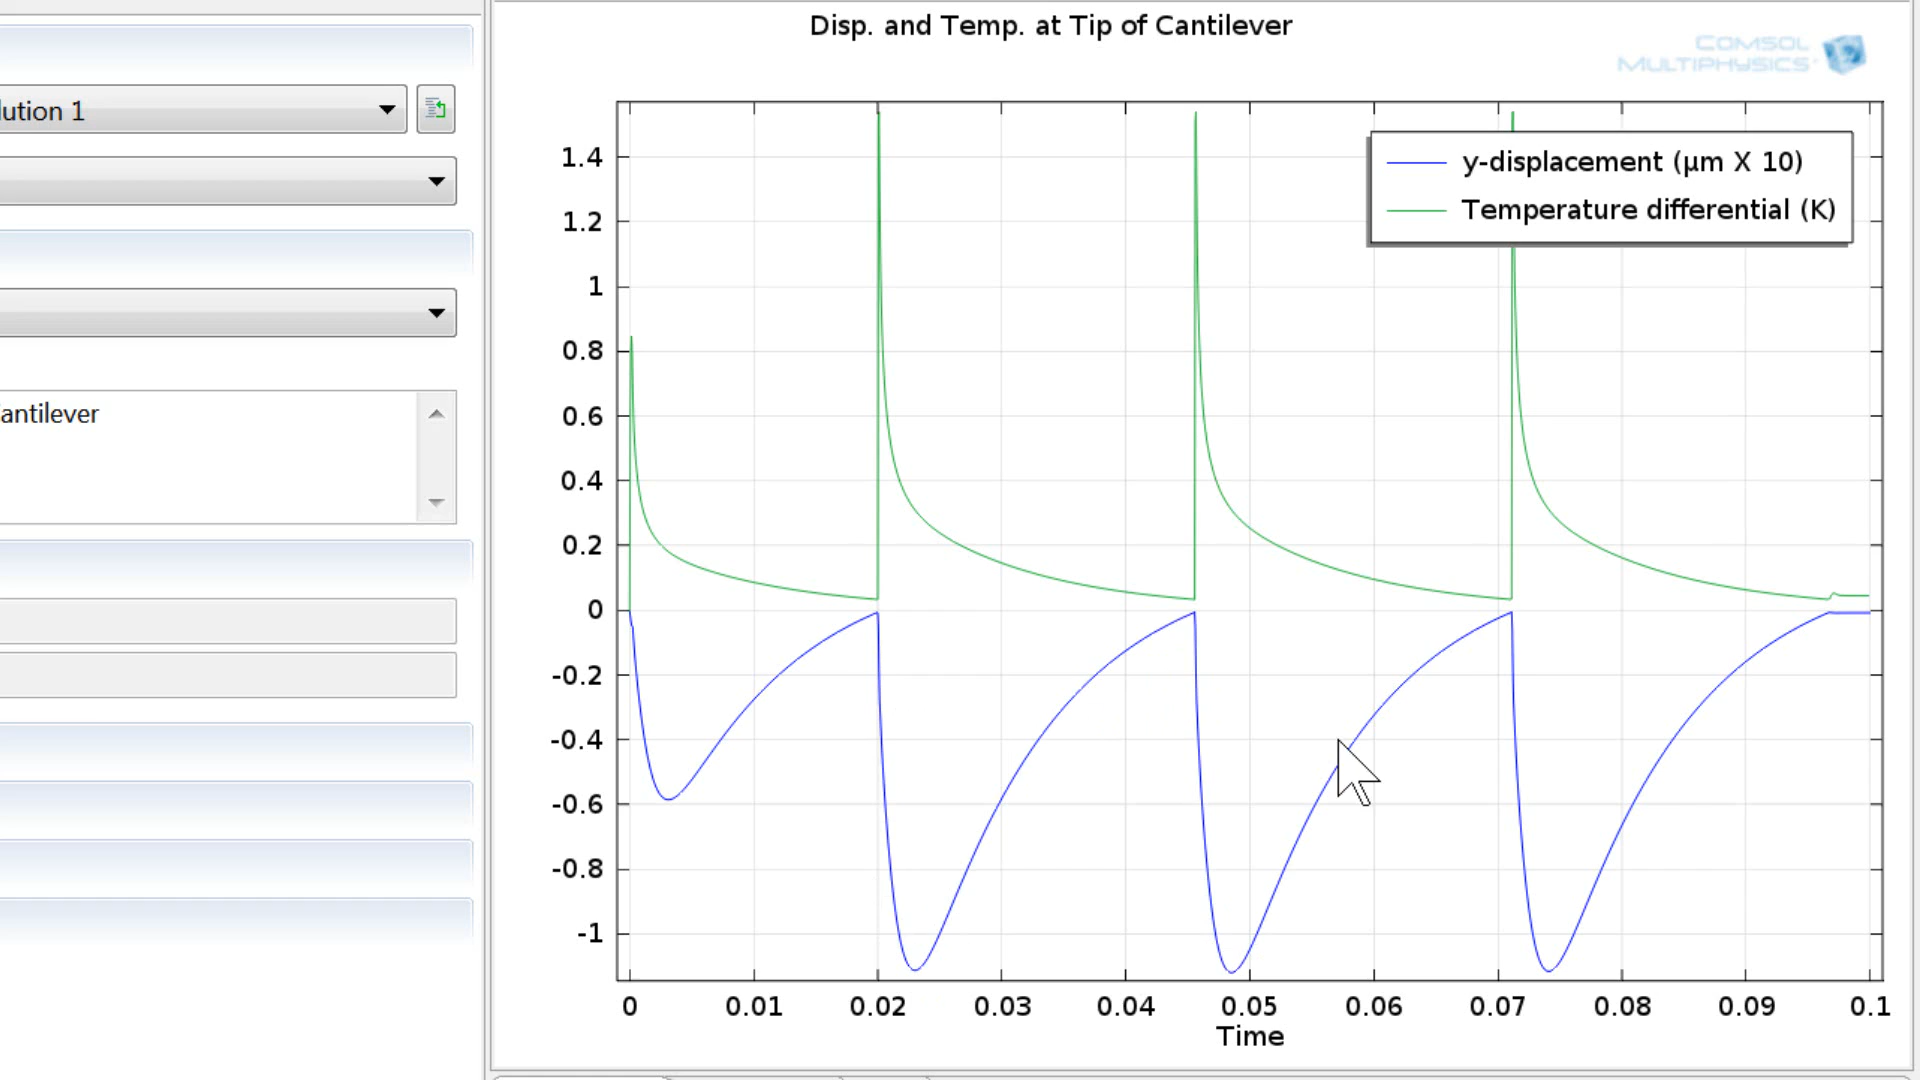 Disp. and Temp. at Tip of Cantilever
COMSOL
MULTIPHYSICS
lution 1
antilever
y-displacement (µm X 10)
Temperature differential (K)
1.4
1.2
1
0.8
0.6
0.4
0.2
0
-0.2
-0.4
-0.6
-0.8
-1
0 0.01 0.02 0.03 0.04 0.05 0.06 0.07 0.08 0.09 0.1
Time